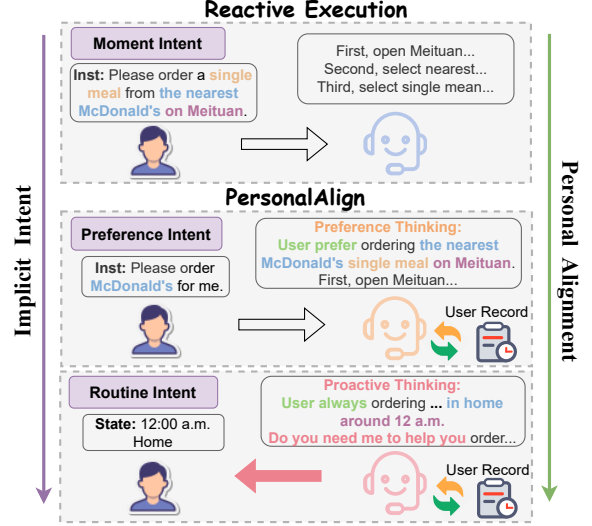 Reactive Execution
Moment Intent
Inst: Please order a single
meal from the nearest
McDonald's on Meituan.
First, open Meituan...
Second, select nearest...
Third, select single mean...
PersonalAlign
Preference Intent
Inst: Please order
McDonald's for me.
Preference Thinking:
User prefer ordering the nearest
McDonald's single meal on Meituan.
First, open Meituan...
User Record
Routine Intent
State: 12:00 a.m.
Home
Proactive Thinking:
User always ordering ... in home
around 12 a.m.
Do you need me to help you order...
User Record
Implicit Intent
Personal Alignment